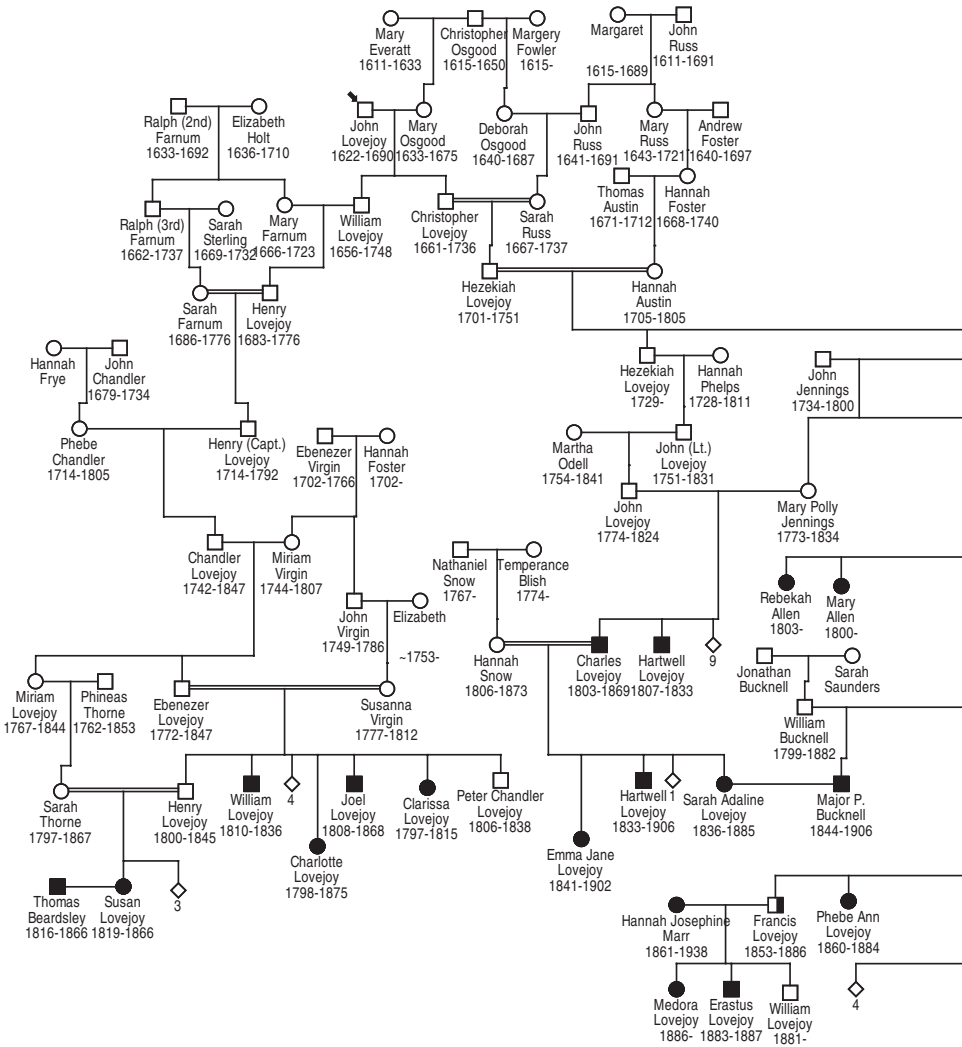 Mary
Everatt
1611-1633
Christopher
Osgood
1615-1650
Margery
Fowler
1615-
Margaret
1615-1689
John
Russ
1611-1691
Ralph (2nd)
Farnum
1633-1692
Elizabeth
Holt
1636-1710
John
Lovejoy
1622-1690
Mary
Osgood
1633-1675
Deborah
Osgood
1640-1687
John
Russ
1641-1691
Mary
Russ
1643-1721
Andrew
Foster
1640-1697
Ralph (3rd)
Farnum
1662-1737
Sarah
Sterling
1669-1732
Mary
Farnum
1666-1723
William
Lovejoy
1656-1748
Christopher
Lovejoy
1661-1736
Sarah
Russ
1667-1737
Thomas
Austin
1671-1712
Hannah
Foster
1668-1740
Sarah
Farnum
1686-1776
Henry
Lovejoy
1683-1776
Hezekiah
Lovejoy
1701-1751
Hannah
Austin
1705-1805
Hannah
Frye
John
Chandler
1679-1734
Hezekiah
Lovejoy
1729-
Hannah
Phelps
1728-1811
John
Jennings
1734-1800
Phebe
Chandler
1714-1805
Henry (Capt.)
Lovejoy
1714-1792
Ebenezer
Virgin
1702-1766
Hannah
Foster
1702-
Martha
Odell
1754-1841
John (Lt.)
Lovejoy
1751-1831
John
Lovejoy
1774-1824
Mary Polly
Jennings
1773-1834
Chandler
Lovejoy
1742-1847
Miriam
Virgin
1744-1807
Nathaniel
Snow
1767-
Temperance
Blish
1774-
Rebekah
Allen
1803-
Mary
Allen
1800-
John
Virgin
1749-1786
Elizabeth
~1753-
Hannah
Snow
1806-1873
Charles
Lovejoy
1803-1869
Hartwell
Lovejoy
1807-1833
9
Jonathan
Bucknell
Sarah
Saunders
Miriam
Lovejoy
1767-1844
Phineas
Thorne
1762-1853
Ebenezer
Lovejoy
1772-1847
Susanna
Virgin
1777-1812
William
Bucknell
1799-1882
Sarah
Thorne
1797-1867
Henry
Lovejoy
1800-1845
William
Lovejoy
1810-1836
4
Charlotte
Lovejoy
1798-1875
Joel
Lovejoy
1808-1868
Clarissa
Lovejoy
1797-1815
Peter Chandler
Lovejoy
1806-1838
Emma Jane
Lovejoy
1841-1902
Hartwell
Lovejoy
1833-1906
1
Sarah Adaline
Lovejoy
1836-1885
Major P.
Bucknell
1844-1906
Thomas
Beardsley
1816-1866
Susan
Lovejoy
1819-1866
3
Hannah Josephine
Marr
1861-1938
Francis
Lovejoy
1853-1886
Phebe Ann
Lovejoy
1860-1884
Medora
Lovejoy
1886-
Erastus
Lovejoy
1883-1887
William
Lovejoy
1881-
4